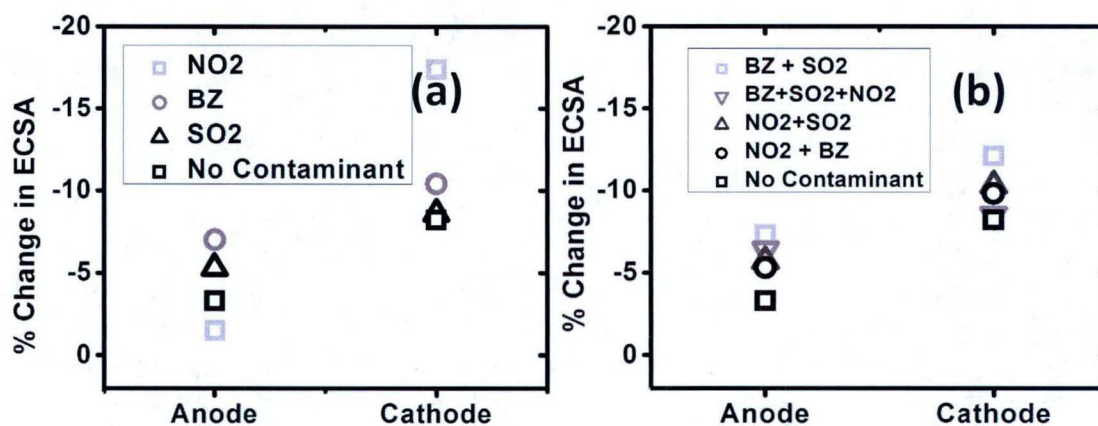 % Change in ECSA
-20
-15
-10
-5
0
NO2
BZ
SO2
No Contaminant
(a)
Anode
Cathode
% Change in ECSA
-20
-15
-10
-5
0
BZ + SO2
BZ+SO2+NO2
NO2+SO2
NO2 + BZ
No Contaminant
(b)
Anode
Cathode